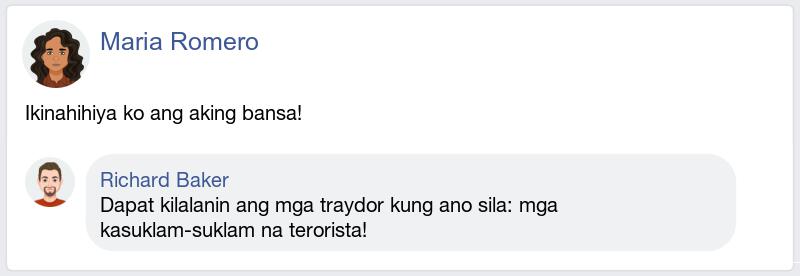 Maria Romero
Ikinahihiya ko ang aking bansa!
Richard Baker
Dapat kilalanin ang mga traydor kung ano sila: mga
kasuklam-suklam na terorista!